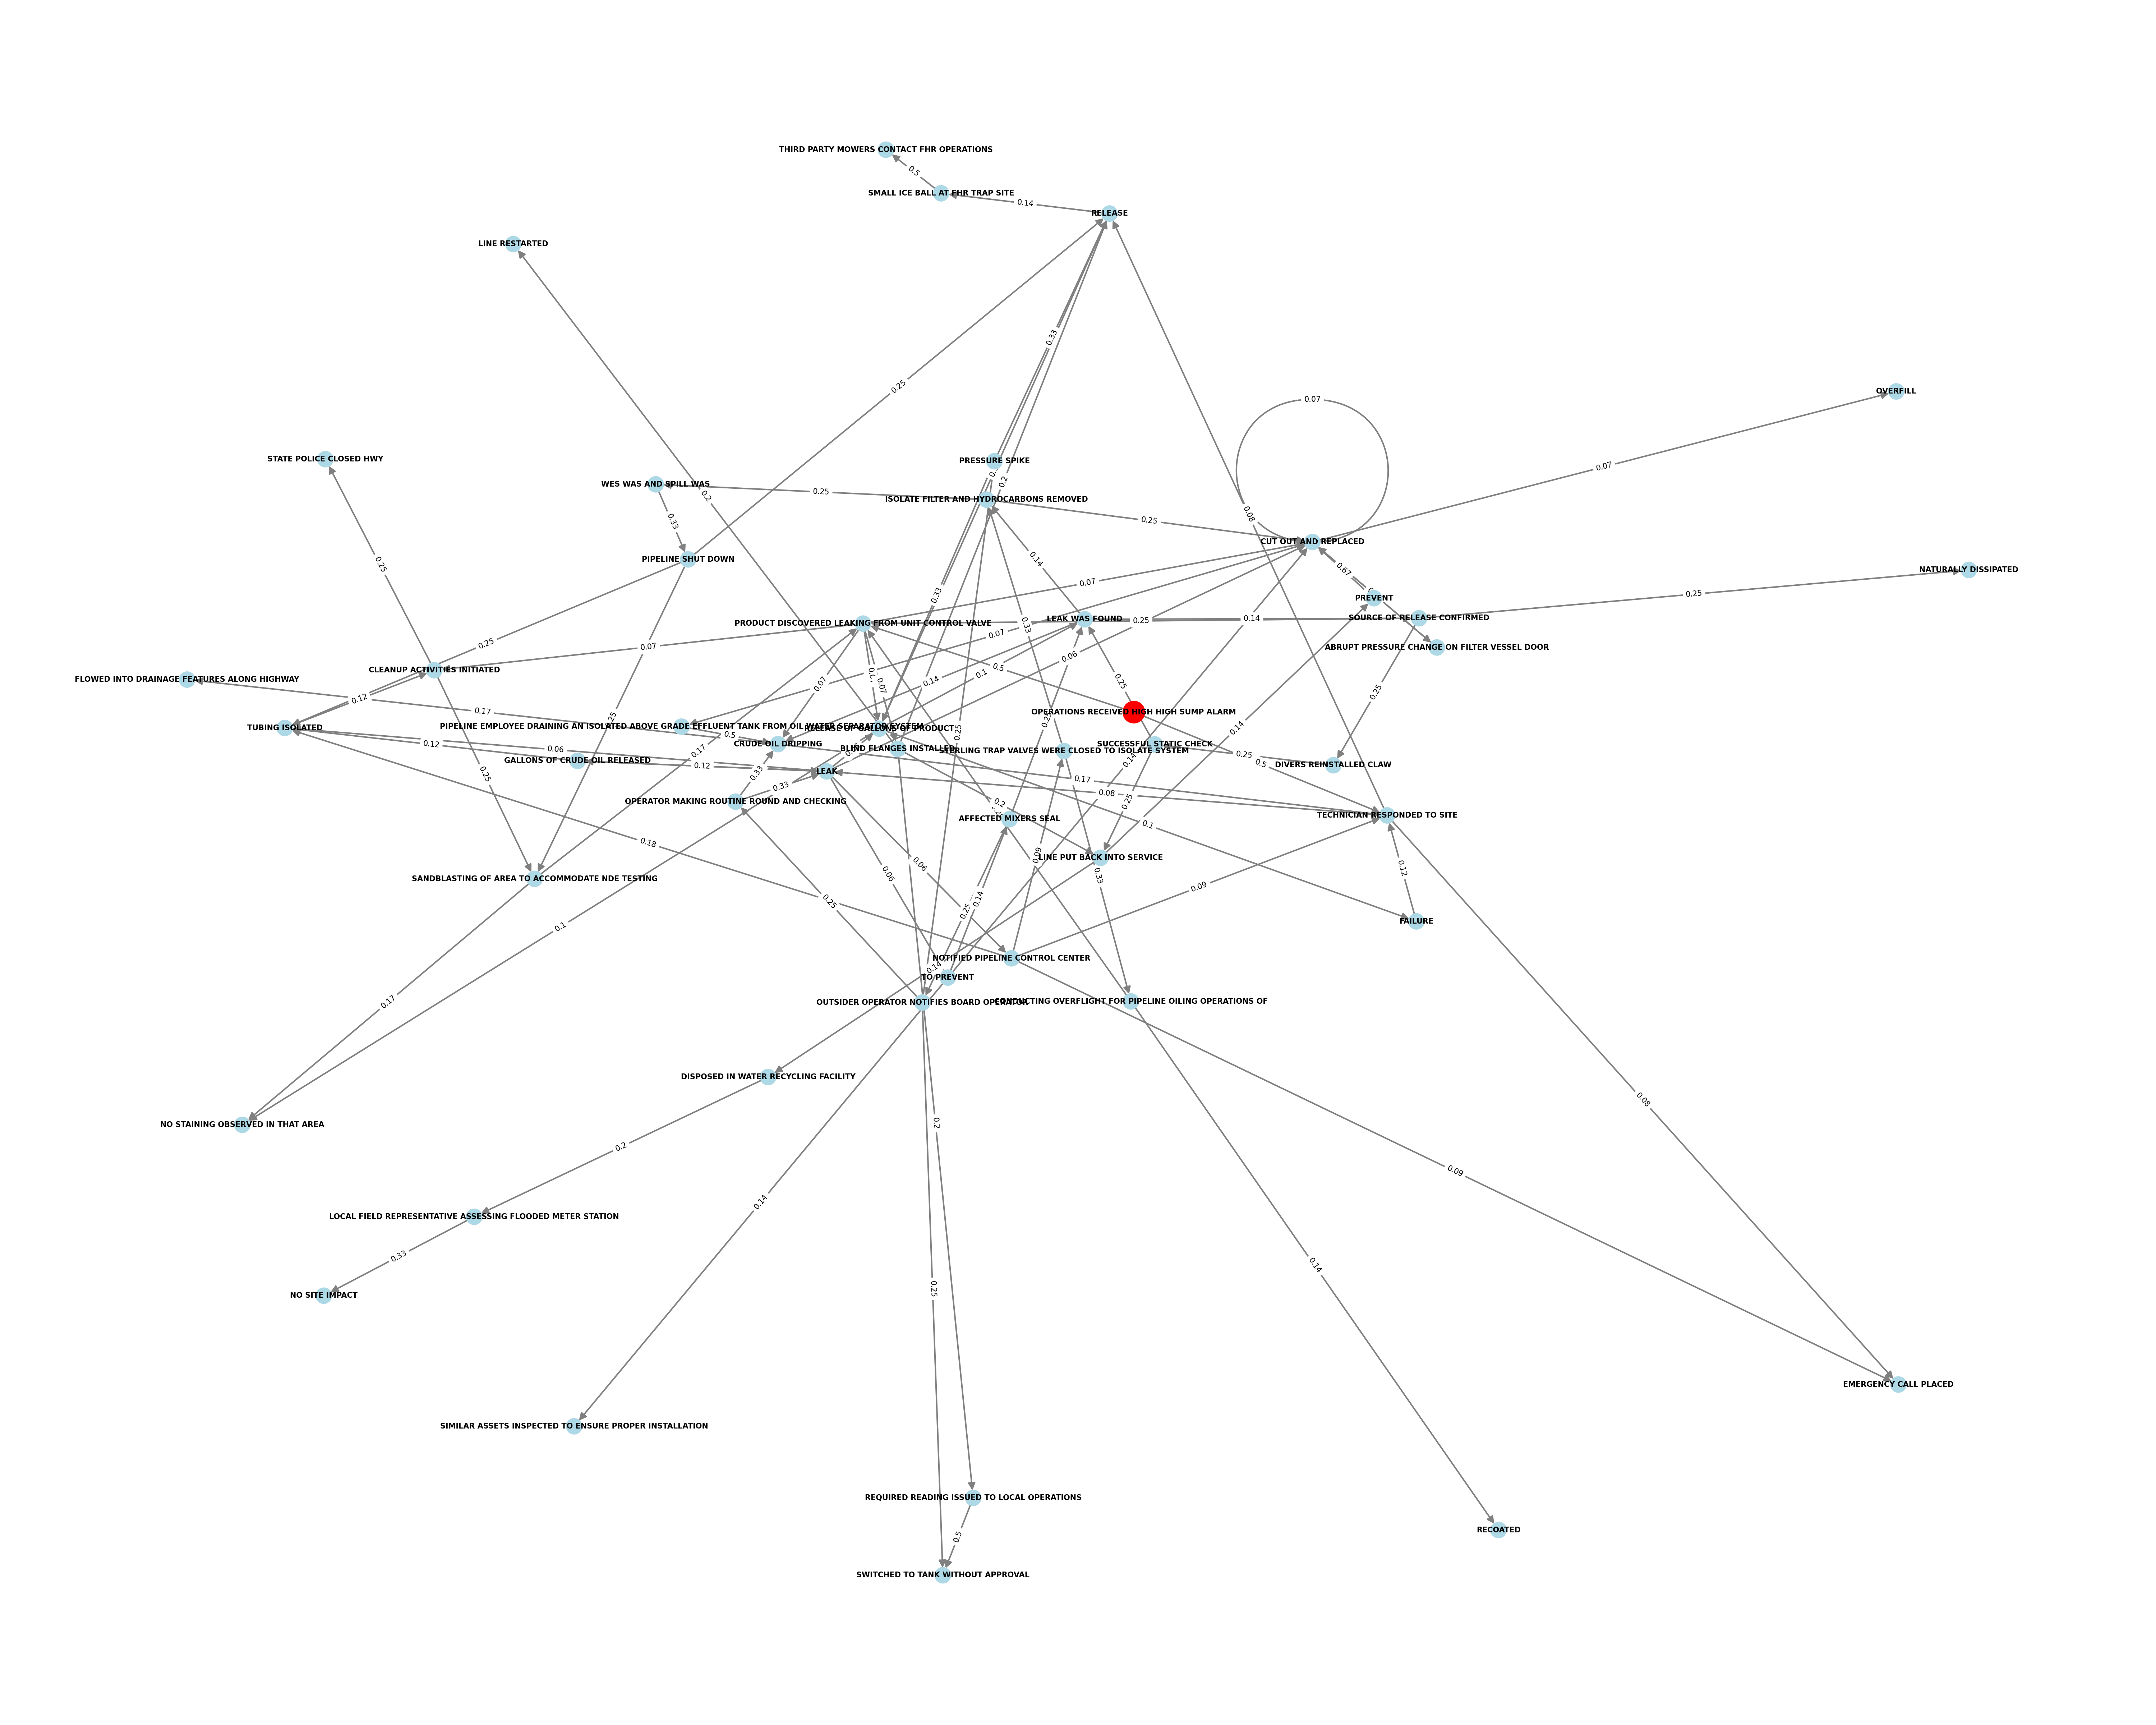 THIRD PARTY MOWERS CONTACT FHR OPERATIONS
0.5
SMALL ICE BALL AT FHR TRAP SITE
0.14
RELEASE
LINE RESTARTED
0.33
0.25
OVERFILL
0.07
STATE POLICE CLOSED HWY
PRESSURE SPIKE
0.07
WES WAS AND SPILL WAS
0.25
0.2
0.2
ISOLATE FILTER AND HYDROCARBONS REMOVED
0.08
0.33
0.25
CUT OUT AND REPLACED
PIPELINE SHUT DOWN
0.25
0.14
0.67
NATURALLY DISSIPATED
0.07
0.33
0.25
PREVENT
PRODUCT DISCOVERED LEAKING FROM UNIT CONTROL VALVE
LEAK WAS FOUND
0.25
0.14
SOURCE OF RELEASE CONFIRMED
0.33
0.07
0.25
0.07
ABRUPT PRESSURE CHANGE ON FILTER VESSEL DOOR
0.06
CLEANUP ACTIVITIES INITIATED
0.5
0.1
FLOWED INTO DRAINAGE FEATURES ALONG HIGHWAY
0.07
0.07
0.14
0.25
0.25
0.12
0.17
OPERATIONS RECEIVED HIGH HIGH SUMP ALARM
TUBING ISOLATED
PIPELINE EMPLOYEE DRAINING AN ISOLATED ABOVE GRADE EFFLUENT TANK FROM OIL WATER SEPARATOR SYSTEM
RELEASE OF GALLONS OF PRODUCT
0.14
0.5
0.25
0.25
CRUDE OIL DRIPPING
BLIND FLANGES INSTALLED
SUCCESSFUL STATIC CHECK
STERLING TRAP VALVES WERE CLOSED TO ISOLATE SYSTEM
0.12
0.06
0.17
0.25
0.25
GALLONS OF CRUDE OIL RELEASED
0.12
LEAK
0.14
0.5
DIVERS REINSTALLED CLAW
0.25
0.33
0.33
0.17
0.08
OPERATOR MAKING ROUTINE ROUND AND CHECKING
0.2
0.25
AFFECTED MIXERS SEAL
0.1
TECHNICIAN RESPONDED TO SITE
0.18
0.09
LINE PUT BACK INTO SERVICE
0.06
0.06
0.33
0.12
SANDBLASTING OF AREA TO ACCOMMODATE NDE TESTING
0.09
0.25
0.14
0.25
0.1
FAILURE
NOTIFIED PIPELINE CONTROL CENTER
0.14
TO PREVENT
0.17
OUTSIDER OPERATOR NOTIFIES BOARD OPERATOR
CONDUCTING OVERFLIGHT FOR PIPELINE OILING OPERATIONS OF
DISPOSED IN WATER RECYCLING FACILITY
0.08
NO STAINING OBSERVED IN THAT AREA
0.2
0.2
0.09
0.14
LOCAL FIELD REPRESENTATIVE ASSESSING FLOODED METER STATION
0.33
0.14
0.25
NO SITE IMPACT
EMERGENCY CALL PLACED
SIMILAR ASSETS INSPECTED TO ENSURE PROPER INSTALLATION
REQUIRED READING ISSUED TO LOCAL OPERATIONS
0.5
RECOATED
SWITCHED TO TANK WITHOUT APPROVAL